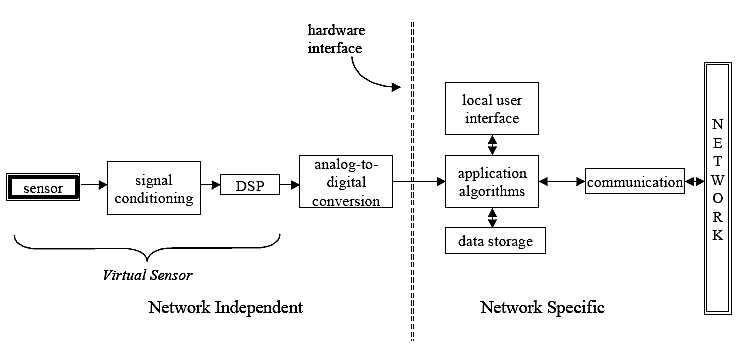 hardware
interface
local user
interface
sensor
signal
conditioning
DSP
analog-to-
digital
conversion
application
algorithms
communication
NETWORK
data storage
Virtual Sensor
Network Independent
Network Specific